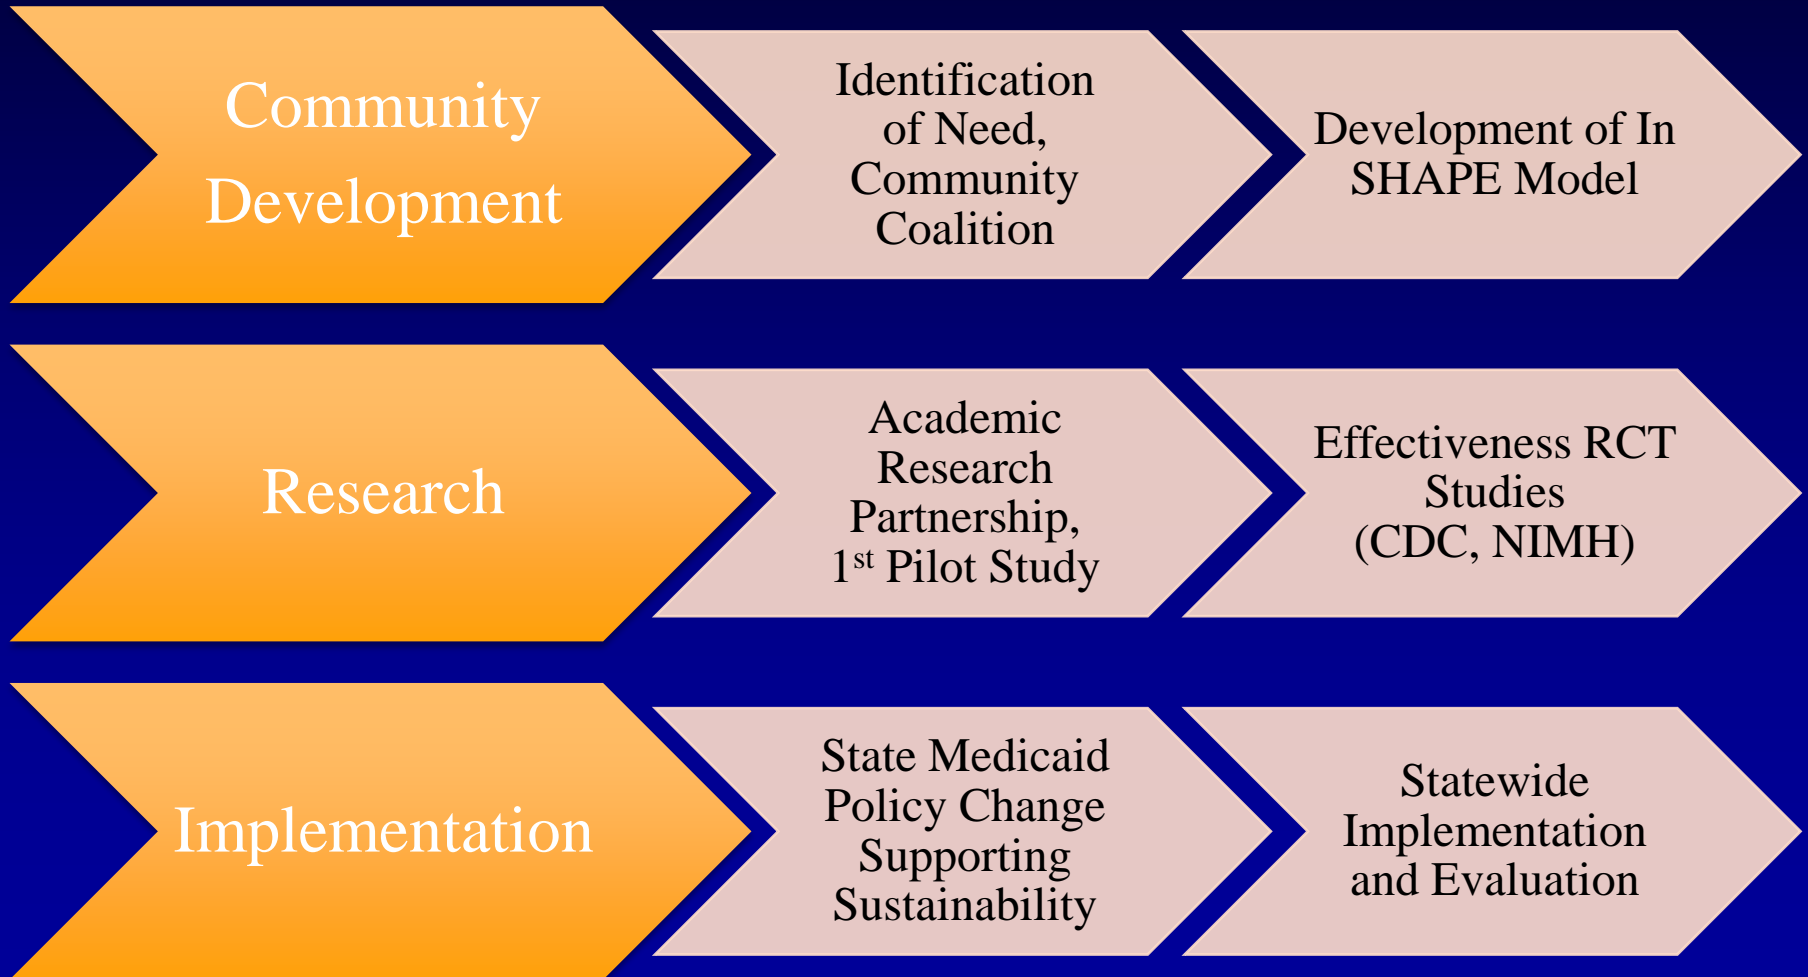 Community
Development
Identification
of Need,
Community
Coalition
Development of In
SHAPE Model
Research
Academic
Research
Partnership,
1st Pilot Study
Effectiveness RCT
Studies
(CDC, NIMH)
Implementation
State Medicaid
Policy Change
Supporting
Sustainability
Statewide
Implementation
and Evaluation